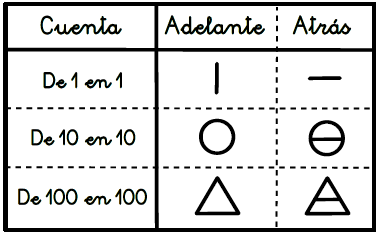 Cuenta Adelante Atrás
De 1 en 1
De 10 en 10
De 100 en 100